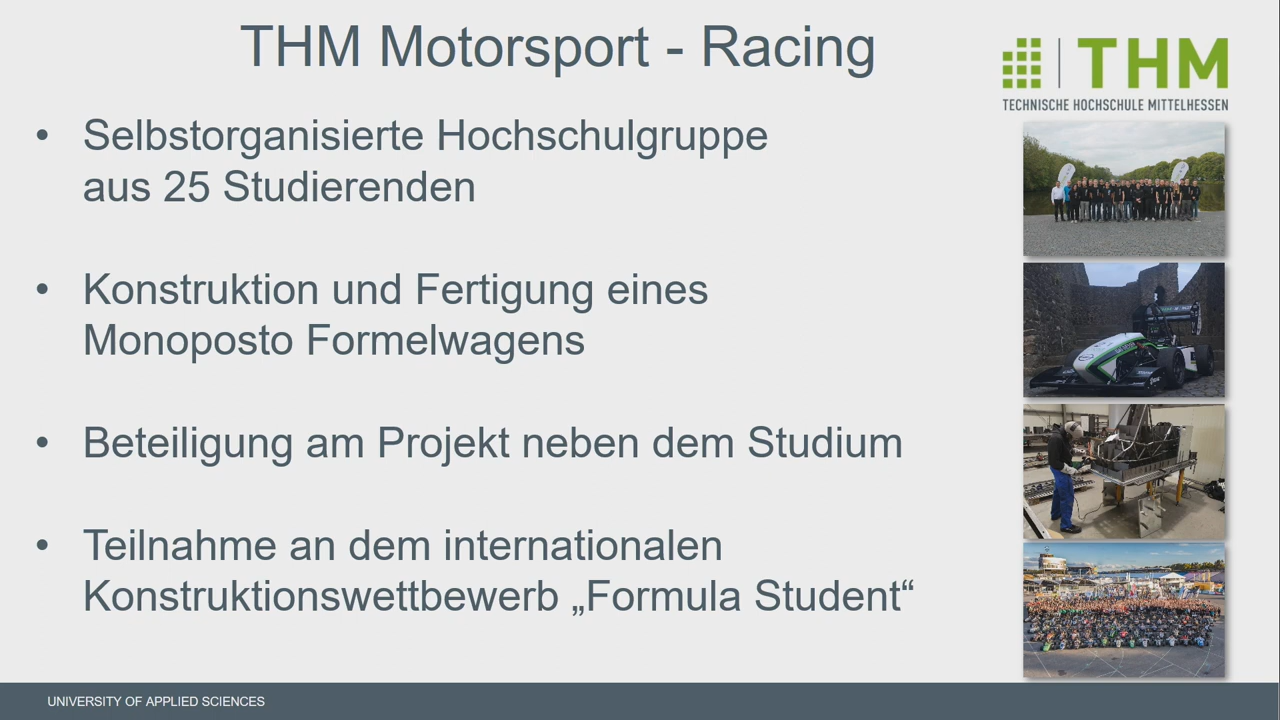 THM Motorsport - Racing
THM
TECHNISCHE HOCHSCHULE MITTELHESSEN
• Selbstorganisierte Hochschulgruppe
aus 25 Studierenden
• Konstruktion und Fertigung eines
Monoposto Formelwagens
• Beteiligung am Projekt neben dem Studium
• Teilnahme an dem internationalen
Konstruktionswettbewerb „Formula Student“
UNIVERSITY OF APPLIED SCIENCES